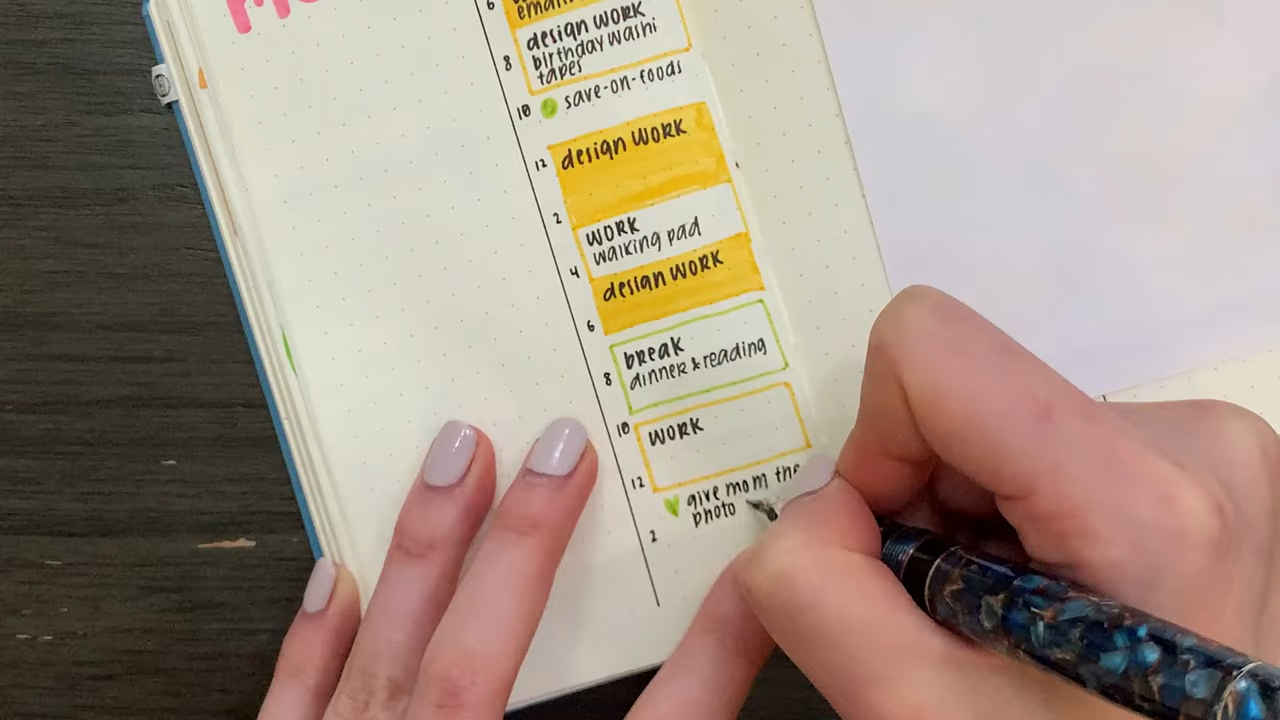 6
email
design WORK
birthday washi
tapes
8
10
save-on-foods
12
design WORK
2
WORK
walking pad
4
design WORK
6
break
dinner & reading
8
10
WORK
12
give mom the
photo
2